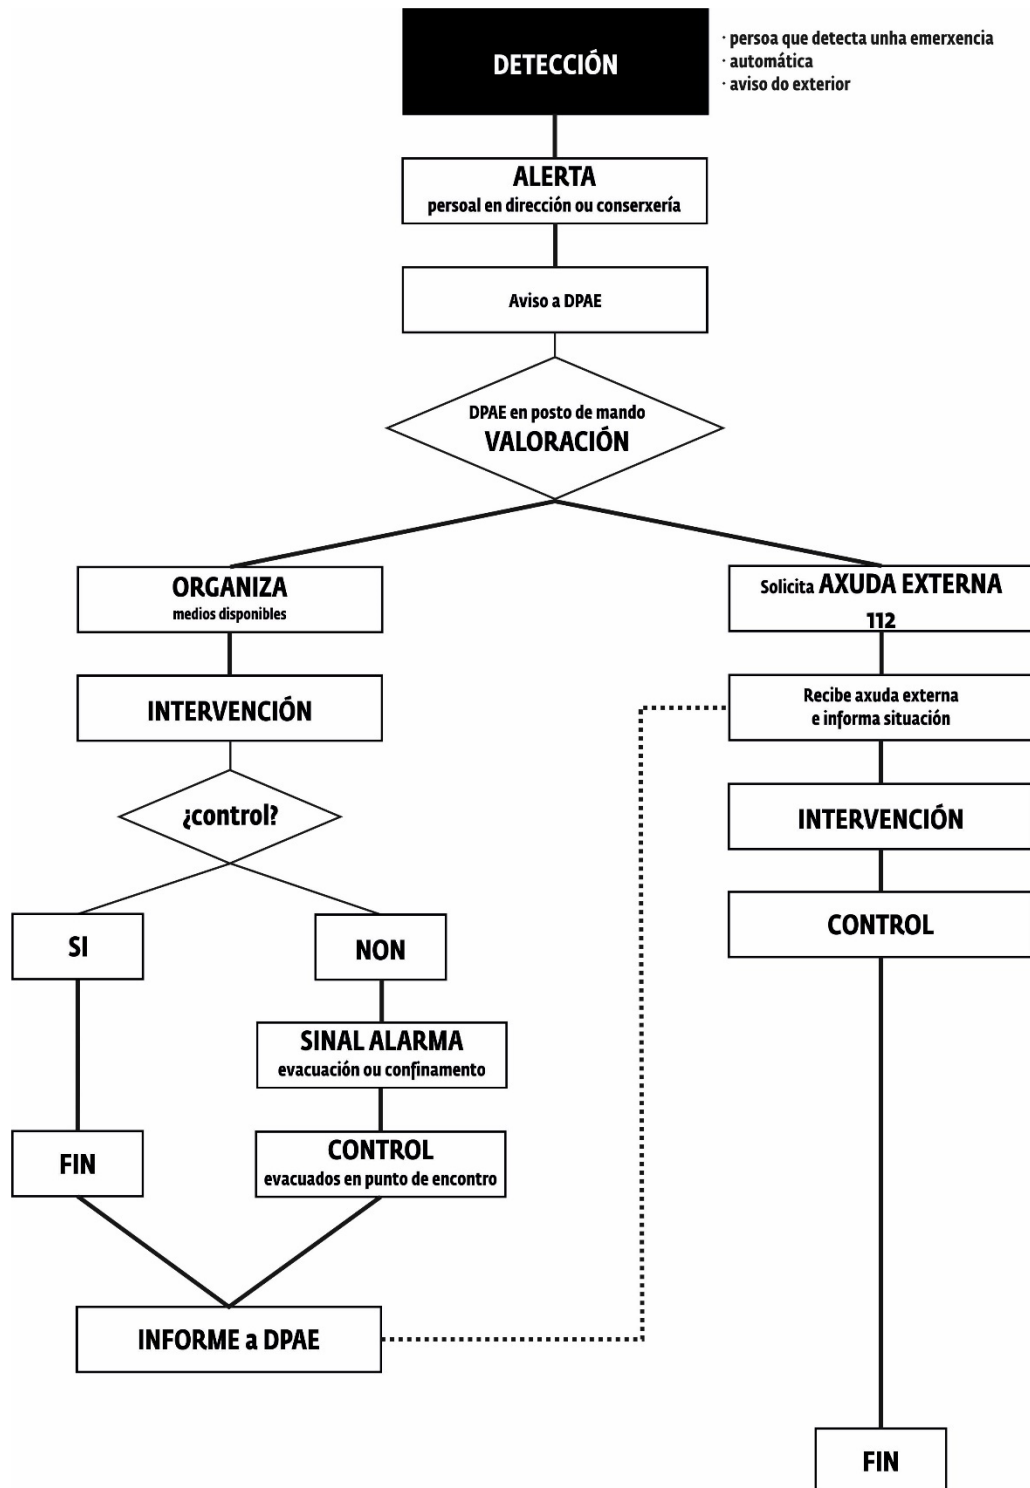 DETECCIÓN
· persoa que detecta unha emerxencia
· automática
· aviso do exterior
ALERTA
persoal en dirección ou conserxería
Aviso a DPAE
DPAE en posto de mando
VALORACIÓN
ORGANIZA
medios disponibles
INTERVENCIÓN
¿control?
SI
NON
SINAL ALARMA
evacuación ou confinamento
FIN
CONTROL
evacuados en punto de encontro
INFORME a DPAE
Solicita AXUDA EXTERNA
112
Recibe axuda externa
e informa situación
INTERVENCIÓN
CONTROL
FIN